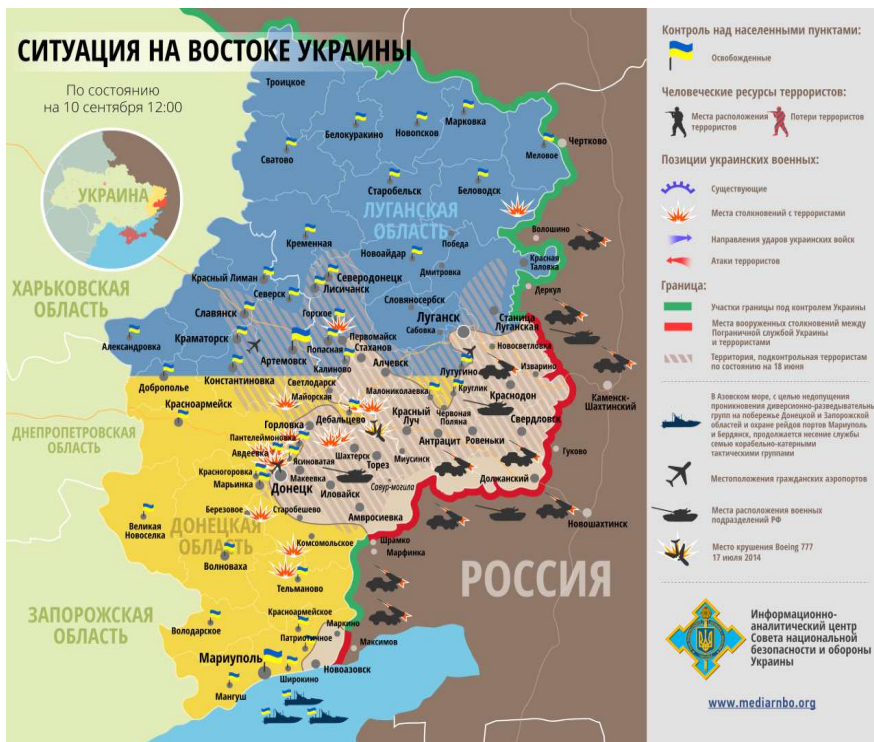 СИТУАЦИЯ НА ВОСТОКЕ УКРАИНЫ
По состоянию
на 10 сентября 12:00
УКРАИНА
ХАРЬКОВСКАЯ
ОБЛАСТЬ
ДНЕПРОПЕТРОВСКАЯ
ОБЛАСТЬ
ЗАПОРОЖСКАЯ
ОБЛАСТЬ
ЛУГАНСКАЯ
ОБЛАСТЬ
ДОНЕЦКАЯ
ОБЛАСТЬ
РОССИЯ
Троицкое
Белокуракино
Новопсков
Марковка
Меловое
Чертково
Сватово
Старобельск
Беловодск
Волошино
Кременная
Новоайдар
Победа
Дмитровка
Красная
Таловка
Деркул
Красный Лиман
Северодонецк
Лисичанск
Северск
Славяносербск
Славянск
Горское
Луганск
Станица
Луганская
Сабовка
Александровка
Краматорск
Первомайск
Стаханов
Попасная
Артемовск
Калиново
Алчевск
Новосветловка
Лутугино
Изварино
Доброполье
Константиновка
Светлодарск
Майорская
Малониколаевка
Круглик
Краснодон
Каменск-
Шахтинский
Красноармейск
Горловка
Дебальцево
Красный
Луч
Червоная
Поляна
Свердловск
Пантелеймоновка
Антрацит
Ровеньки
Авдеевка
Ясиноватая
Шахтерск
Миусинск
Гуково
Красногоровка
Макеевка
Торез
Марьинка
Донецк
Иловайск
Савур-могила
Должанский
Великая
Новоселка
Березовое
Старобешево
Амвросиевка
Новошахтинск
Комсомольское
Шрамко
Марфинка
Волноваха
Тельманово
Красноармейское
Володарское
Маркино
Патриотичное
Максимов
Мариуполь
Новоазовск
Широкино
Мангуш
Контроль над населенными пунктами:
Освобожденные
Человеческие ресурсы террористов:
Места расположения
террористов
Потери террористов
Позиции украинских военных:
Существующие
Места столкновений с террористами
Направления ударов украинских войск
Атаки террористов
Граница:
Участки границы под контролем Украины
Места вооруженных столкновений между
Пограничной службой Украины
и террористами
Территория, подконтрольная террористам
по состоянию на 18 июня
В Азовском море, с целью недопущения
проникновения диверсионно-разведыватель
групп на побережье Донецкой и Запорожской
областей и охране рейдов портов Мариуполь
и Бердянск, продолжается несение службы
семью корабельно-катерными
тактическими группами
Местоположения гражданских аэропортов
Места расположения военных
подразделений РФ
Место крушения Boeing 777
17 июля 2014
Информационно-
аналитический центр
Совета национальной
безопасности и обороны
Украины
www.mediarnbo.org